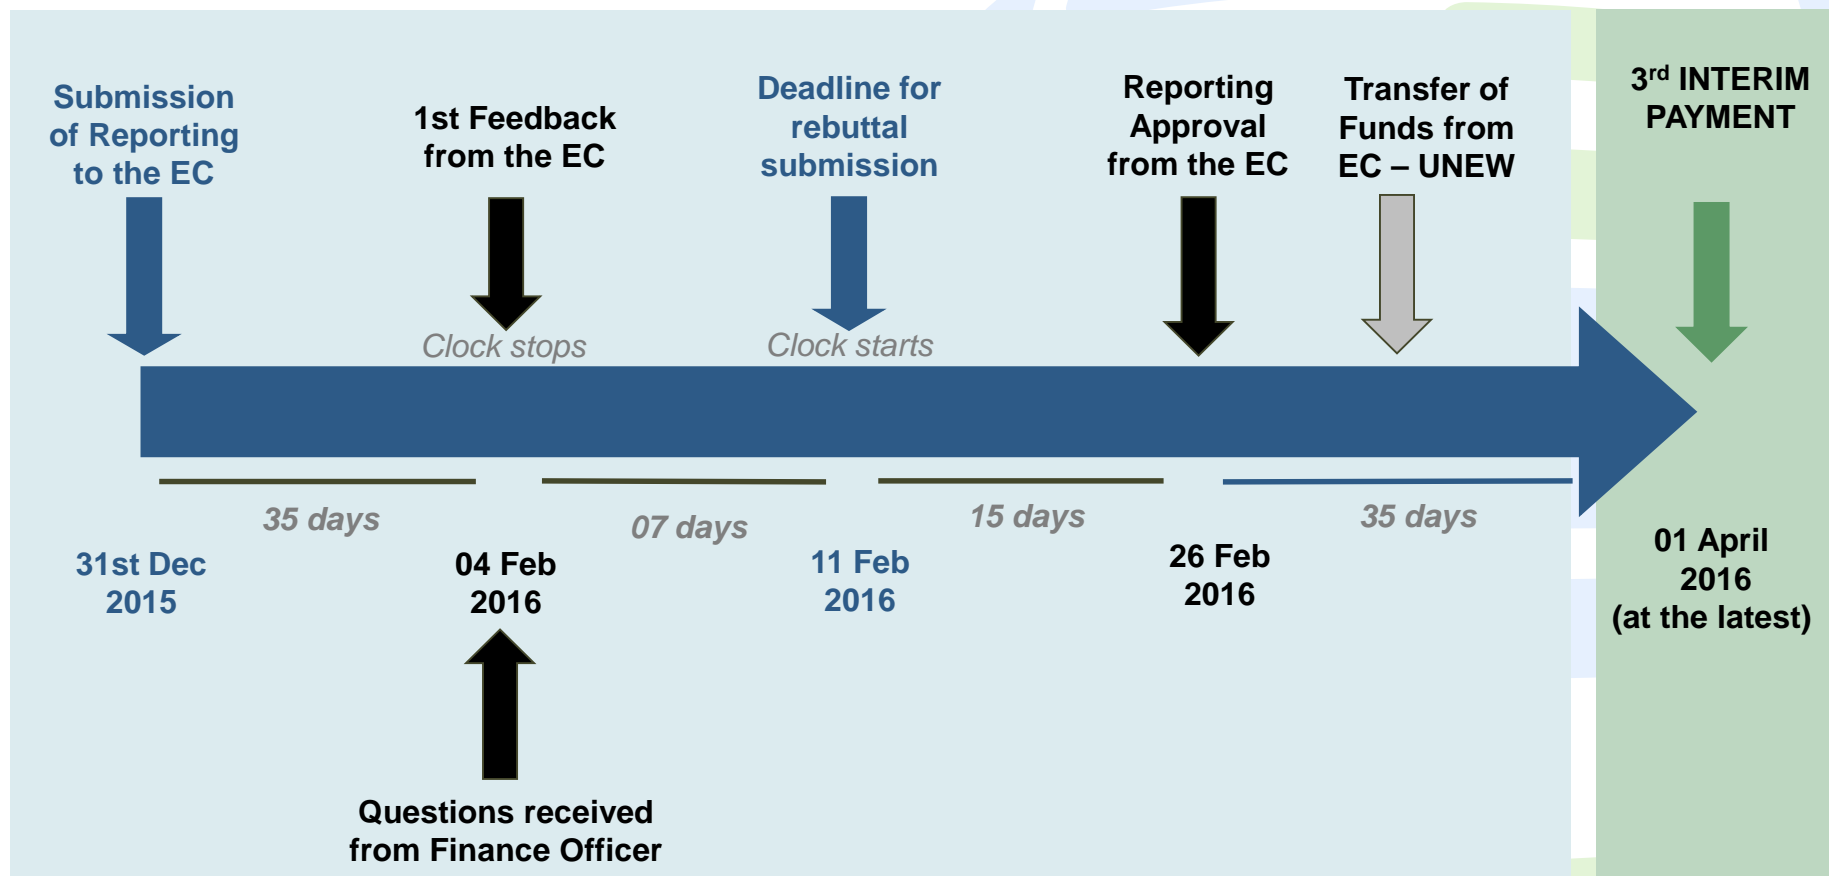 Submission
of Reporting
to the EC
1st Feedback
from the EC
Deadline for
rebuttal
submission
Reporting
Approval
from the EC
Transfer of
Funds from
EC – UNEW
3rd INTERIM
PAYMENT
Clock stops
Clock starts
35 days
07 days
15 days
35 days
31st Dec
2015
04 Feb
2016
11 Feb
2016
26 Feb
2016
01 April
2016
(at the latest)
Questions received
from Finance Officer